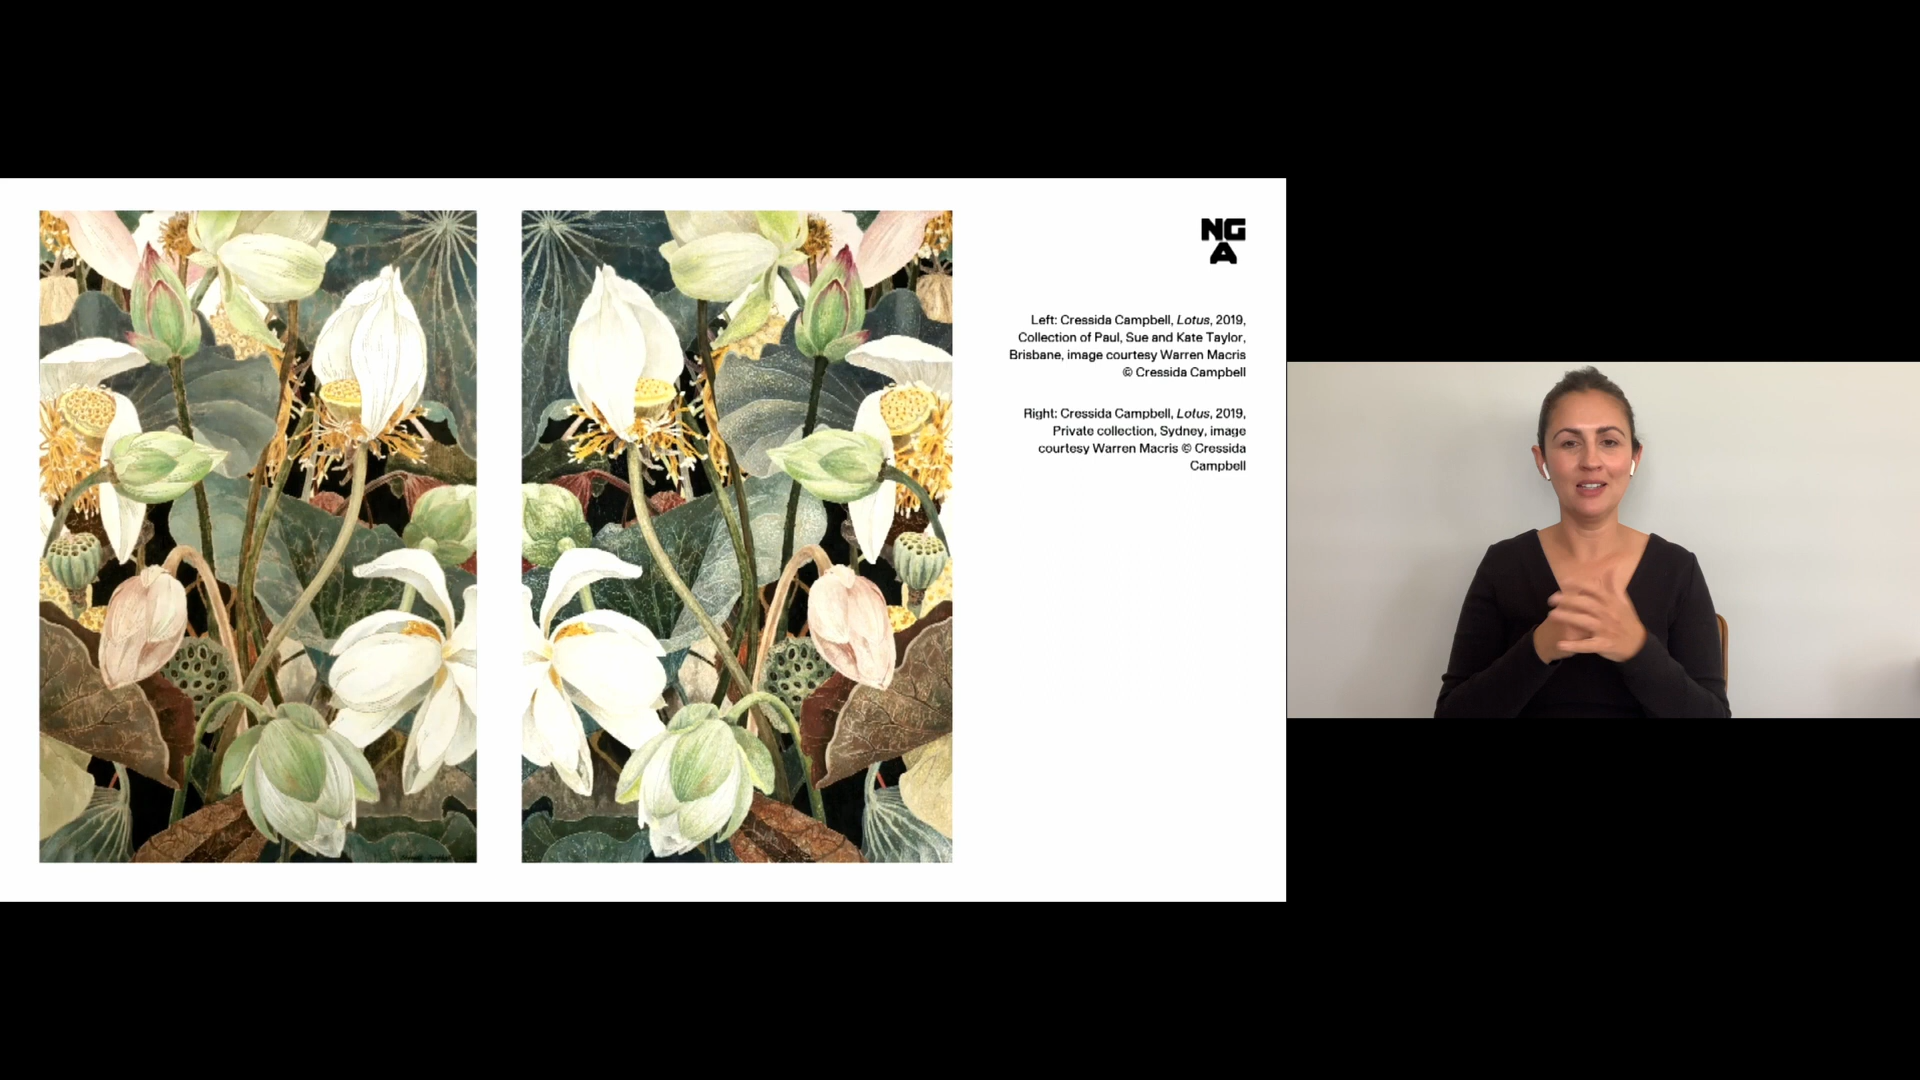 NG
A
Left: Cressida Campbell, Lotus, 2019,
Collection of Paul, Sue and Kate Taylor,
Brisbane, image courtesy Warren Macris
© Cressida Campbell
Right: Cressida Campbell, Lotus, 2019,
Private collection, Sydney, image
courtesy Warren Macris © Cressida
Campbell